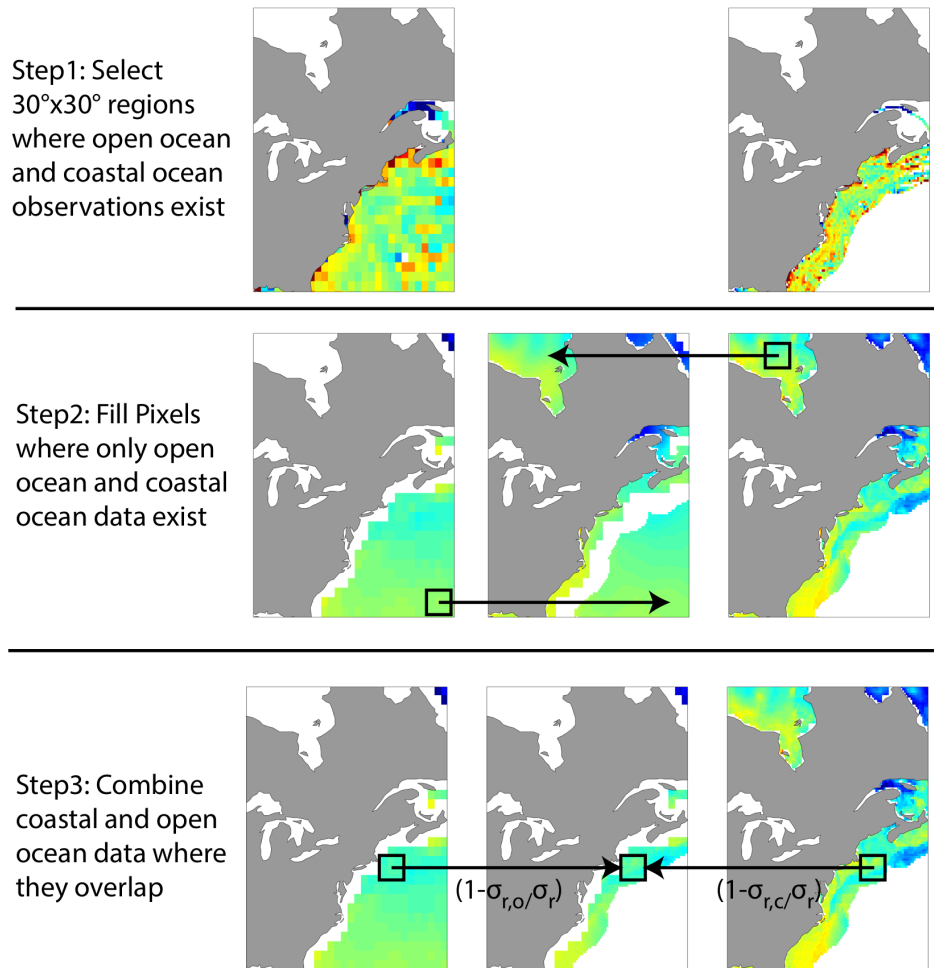 Step1: Select
30°x30° regions
where open ocean
and coastal ocean
observations exist
Step2: Fill Pixels
where only open
ocean and coastal
ocean data exist
Step3: Combine
coastal and open
ocean data where
they overlap
(1-σr,o/σr)
(1-σr,c/σr)